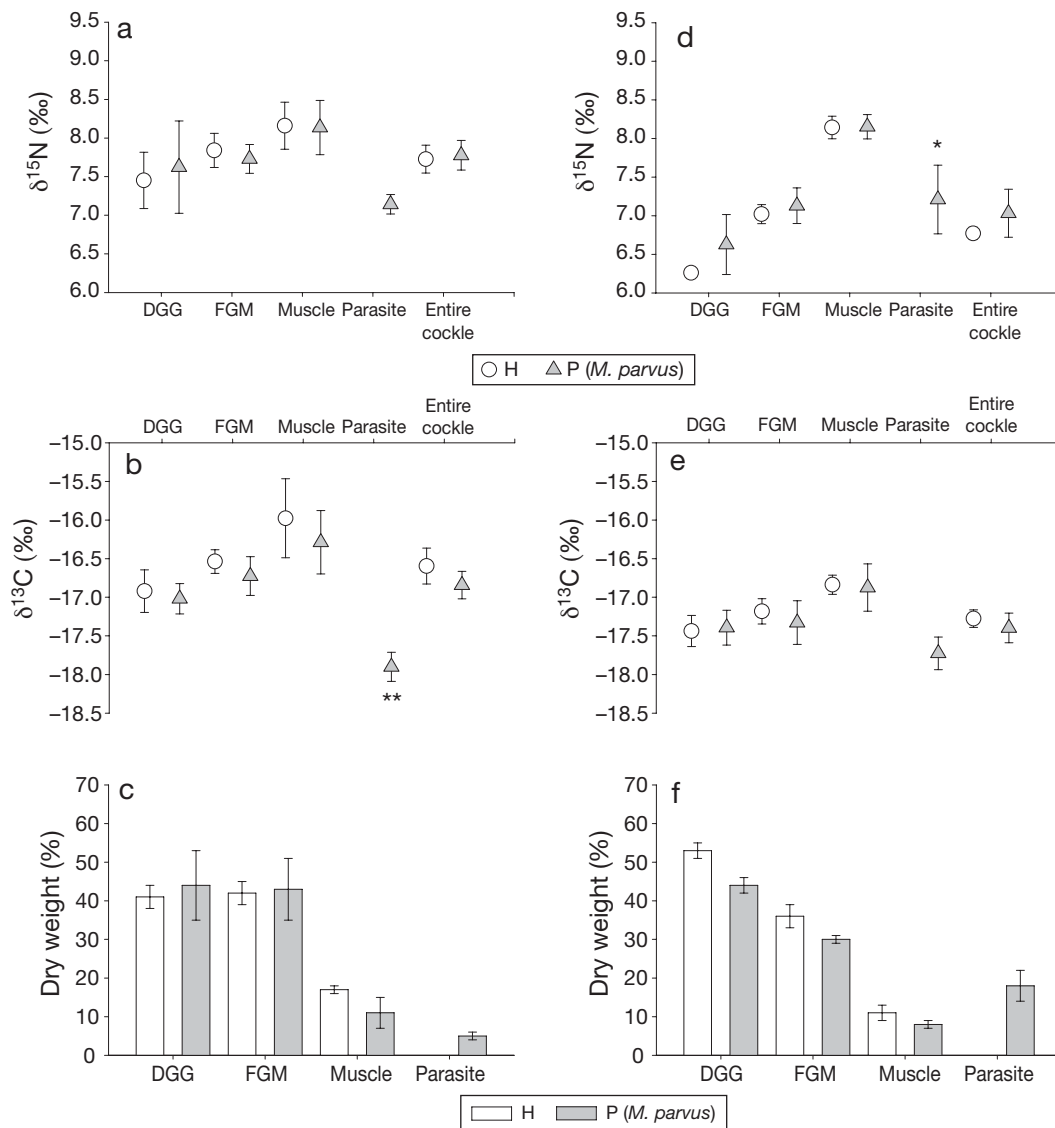 a
δ15N (‰)
9.5
9.0
8.5
8.0
7.5
7.0
6.5
6.0
DGG FGM Muscle Parasite Entire cockle
d
δ15N (‰)
9.5
9.0
8.5
8.0
7.5
7.0
6.5
6.0
*
DGG FGM Muscle Parasite Entire cockle
H P (M. parvus)
DGG FGM Muscle Parasite Entire cockle
b
δ13C (‰)
−15.0
−15.5
−16.0
−16.5
−17.0
−17.5
−18.0
−18.5
**
DGG FGM Muscle Parasite Entire cockle
e
δ13C (‰)
−15.0
−15.5
−16.0
−16.5
−17.0
−17.5
−18.0
−18.5
c
Dry weight (%)
70
60
50
40
30
20
10
0
DGG FGM Muscle Parasite
f
Dry weight (%)
70
60
50
40
30
20
10
0
DGG FGM Muscle Parasite
H P (M. parvus)